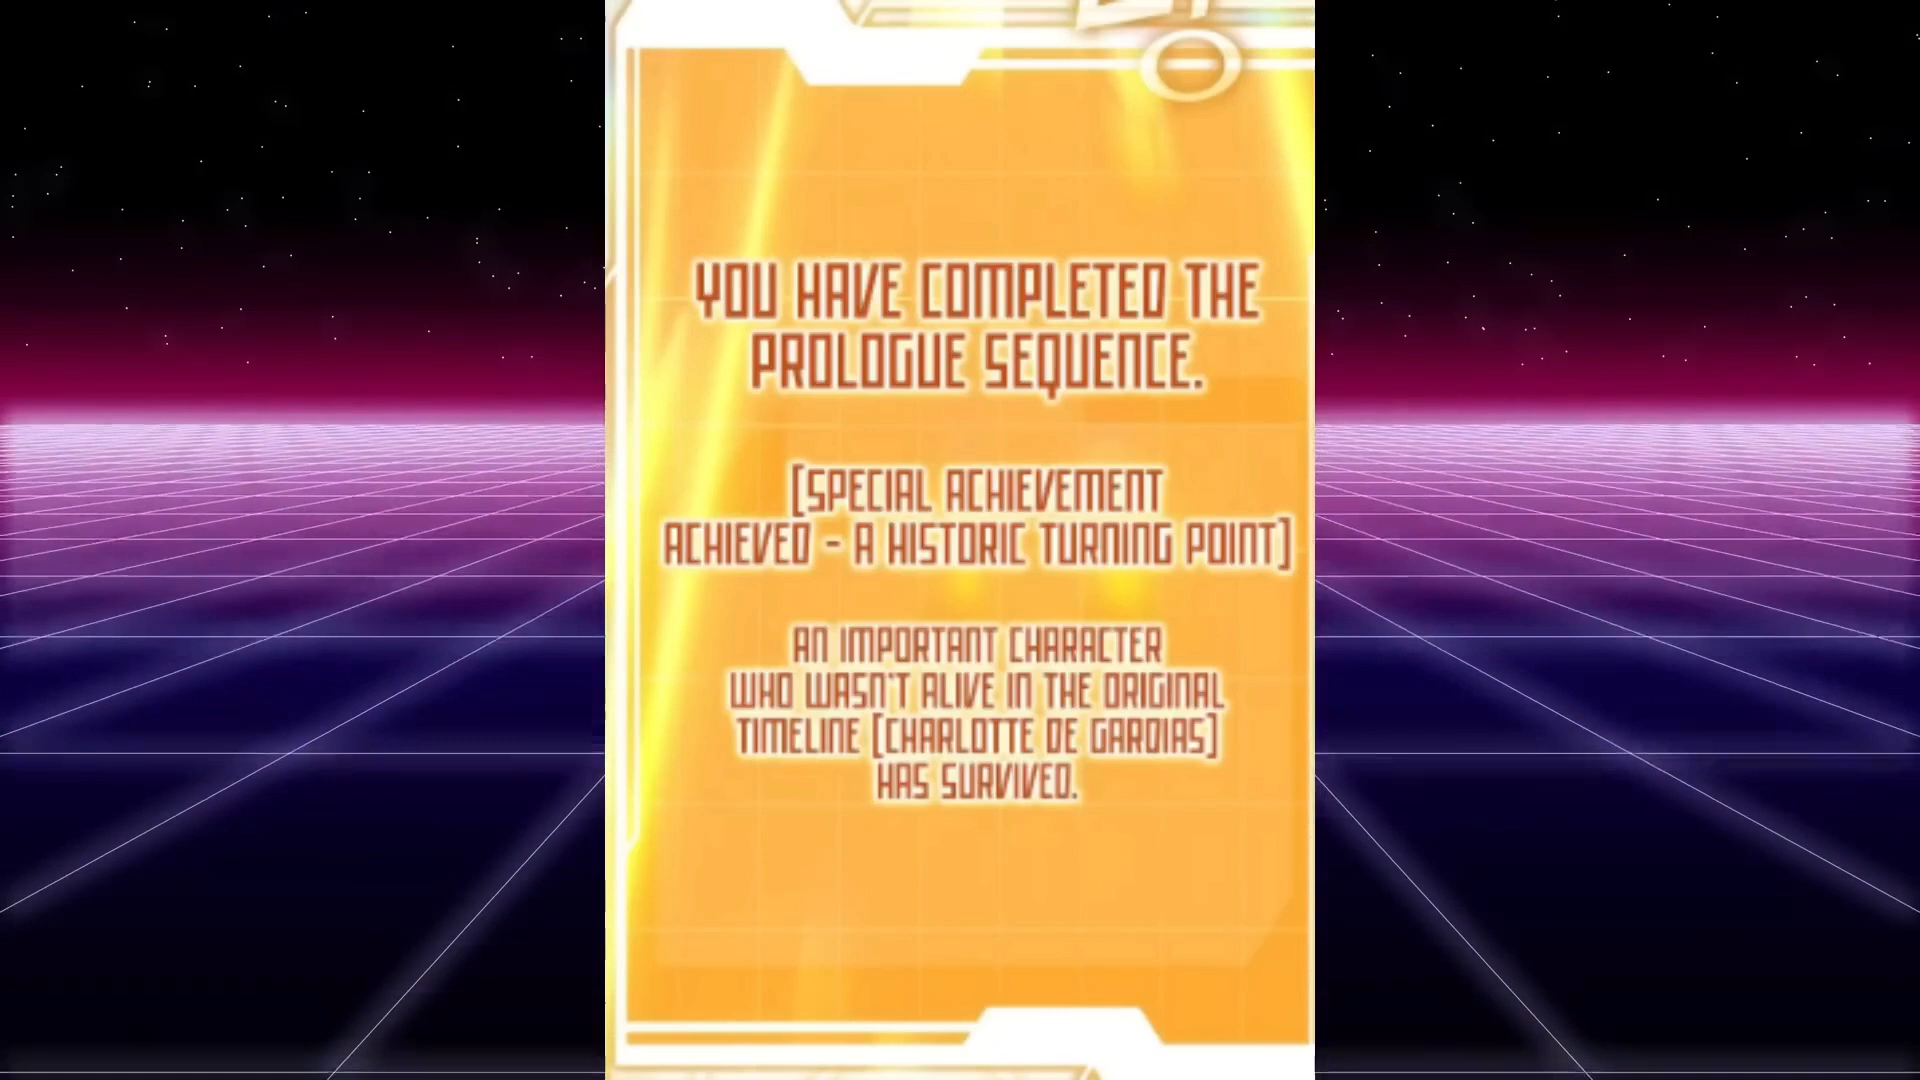 YOU HAVE COMPLETED THE
PROLOGUE SEQUENCE.
[SPECIAL ACHIEVEMENT
ACHIEVED - A HISTORIC TURNING POINT]
AN IMPORTANT CHARACTER
WHO WASN'T ALIVE IN THE ORIGINAL
TIMELINE [CHARLOTTE DE GARDIAS]
HAS SURVIVED.